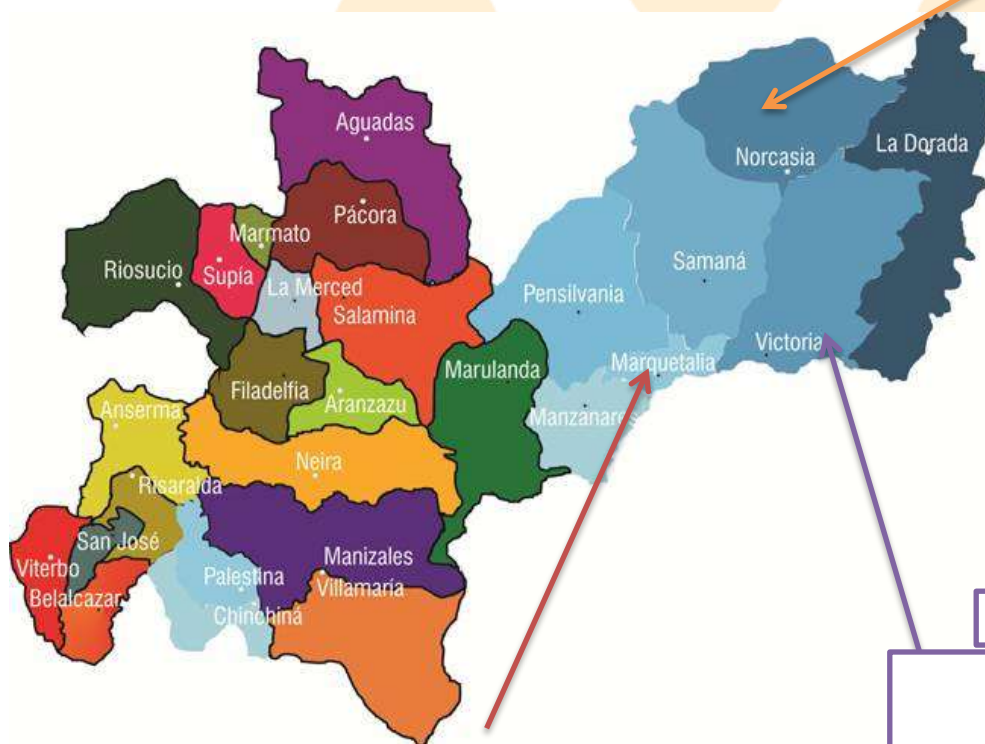 Aguadas
La Dorada
Norcasia
Pácora
Marmato
Riosucio
Supía
Samaná
La Merced
Pensilvania
Salamina
Victoria
Marquetalia
Marulanda
Filadelfia
Aranzazu
Anserma
Manzanares
Neira
Risaralda
San José
Manizales
Viterbo
Palestina
Villamaría
Belalcazar
Chinchiná